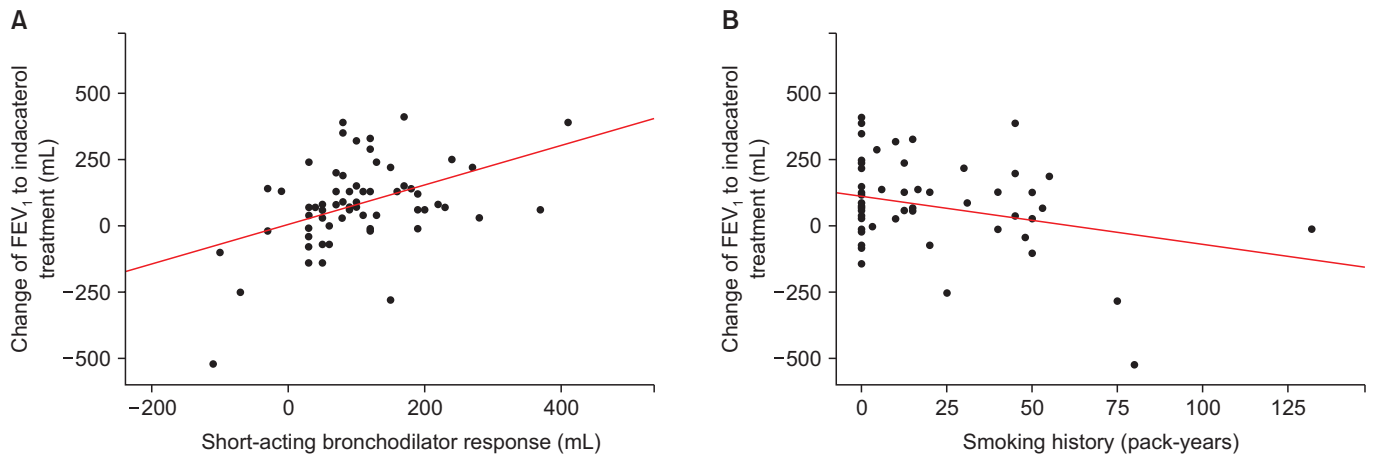 A
Change of FEV₁ to indacaterol
treatment (mL)
500
250
0
−250
−500
−200
0
200
400
Short-acting bronchodilator response (mL)
B
Change of FEV₁ to indacaterol
treatment (mL)
500
250
0
−250
−500
0
25
50
75
100
125
Smoking history (pack-years)